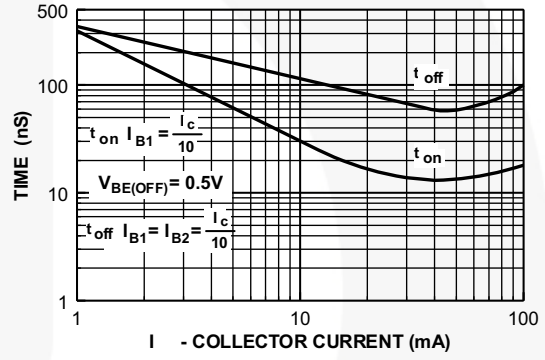 500
100
10
1
TIME (nS)
t off
t on
t on I B1 = I c / 10
V BE(OFF) = 0.5V
t off I B1 = I B2 = I c / 10
1 10 100
I - COLLECTOR CURRENT (mA)